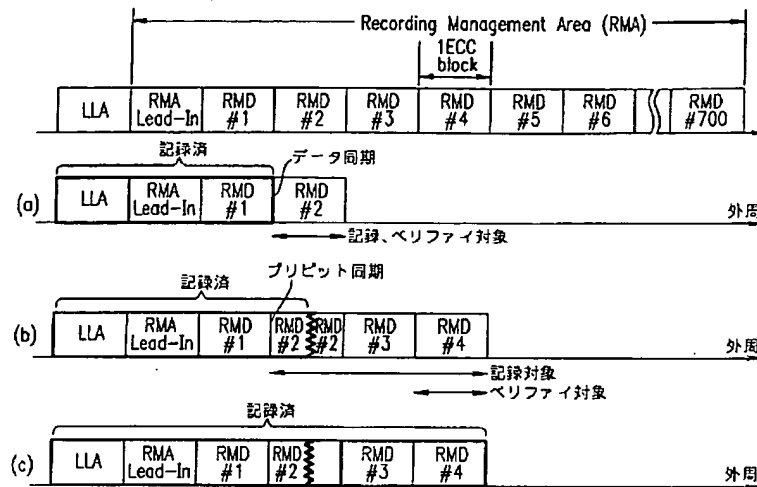 Recording Management Area (RMA)
1ECC
block
LLA
RMA
Lead-In
RMD
#1
RMD
#2
RMD
#3
RMD
#4
RMD
#5
RMD
#6
RMD
#700
記録済
データ同期
(a)
LLA
RMA
Lead-In
RMD
#1
RMD
#2
外周
記録、ベリファイ対象
記録済
プリピット同期
(b)
LLA
RMA
Lead-In
RMD
#1
RMD
#2
RMD
#2
RMD
#3
RMD
#4
外周
記録対象
ベリファイ対象
記録済
(c)
LLA
RMA
Lead-In
RMD
#1
RMD
#2
RMD
#3
RMD
#4
外周